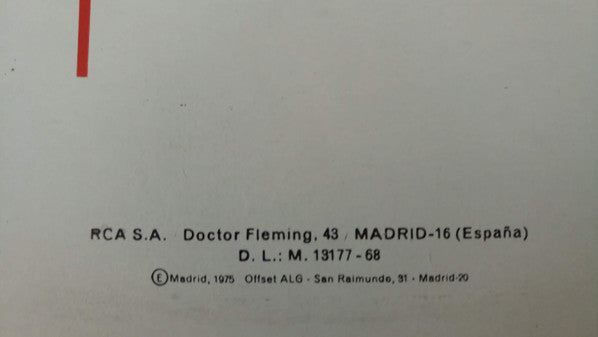 RCA S.A. Doctor Fleming, 43 / MADRID-16 (España)
D. L.: M. 13177-68
Ⓔ Madrid, 1975 Offset ALG - San Raimundo, 31 - Madrid-20